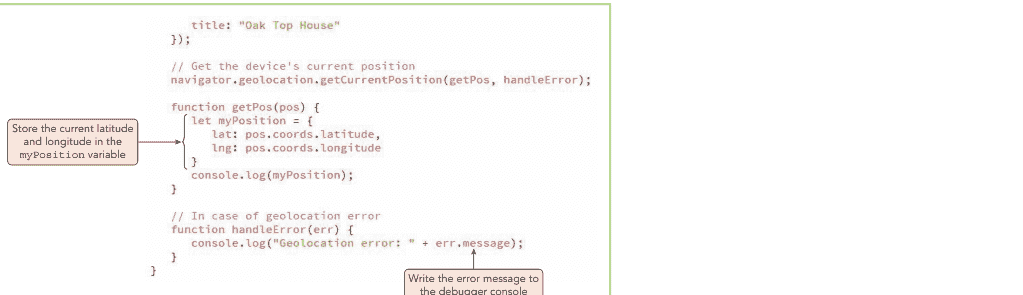 title: "Oak Top House"
});
// Get the device's current position
navigator.geolocation.getCurrentPosition(getPos, handleError);
function getPos(pos) {
let myPosition = {
lat: pos.coords.latitude,
lng: pos.coords.longitude
}
console.log(myPosition);
}
// In case of geolocation error
function handleError(err) {
console.log("Geolocation error: " + err.message);
}
}
Store the current latitude
and longitude in the
myPosition variable
Write the error message to
the debugger console